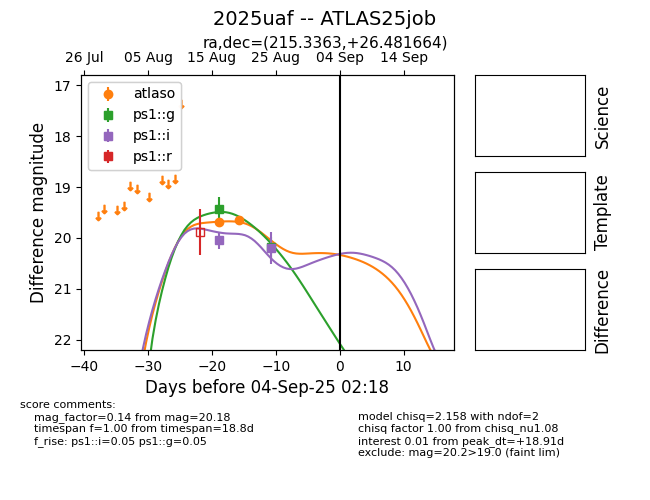 2025uaf -- ATLAS25job
ra,dec=(215.3363,+26.481664)
26 Jul 05 Aug 15 Aug 25 Aug 04 Sep 14 Sep
17
18
19
20
21
22
Difference magnitude
atlaso
ps1::g
ps1::i
ps1::r
−40 −30 −20 −10 0 10
Days before 04-Sep-25 02:18
Science
Template
Difference
score comments:
mag_factor=0.14 from mag=20.18
timespan f=1.00 from timespan=18.8d
f_rise: ps1::i=0.05 ps1::g=0.05
model chisq=2.158 with ndof=2
chisq factor 1.00 from chisq_nu1.08
interest 0.01 from peak_dt=+18.91d
exclude: mag=20.2>19.0 (faint lim)